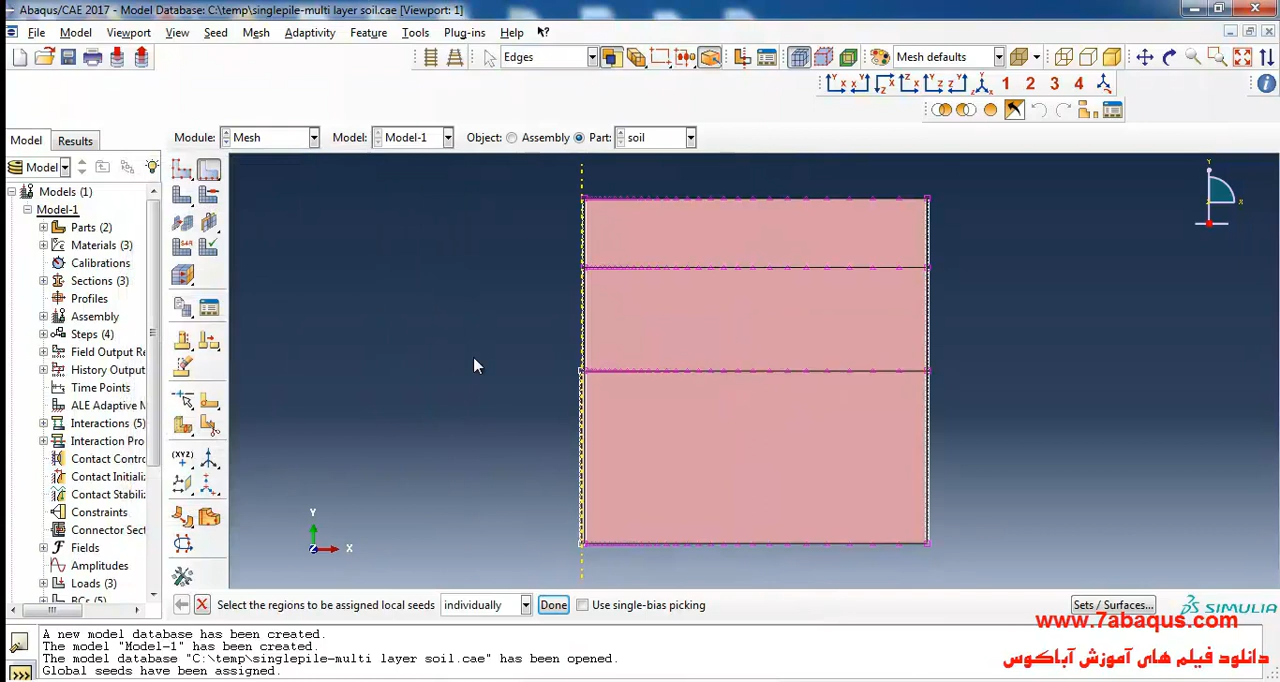 Abaqus/CAE 2017 - Model Database: C:\temp\singlepile-multi layer soil.cae [Viewport: 1]
File Model Viewport View Seed Mesh Adaptivity Feature Tools Plug-ins Help
Edges Mesh defaults
1 2 3 4
Model Results Module: Mesh Model: Model-1 Object: Assembly Part: soil
Model
Models (1)
Model-1
Parts (2)
Materials (3)
Calibrations
Sections (3)
Profiles
Assembly
Steps (4)
Field Output Re
History Output
Time Points
ALE Adaptive M
Interactions (5)
Interaction Pro
Contact Contro
Contact Initiali
Contact Stabiliz
Constraints
Connector Sect
Fields
Amplitudes
Loads (3)
BCs (5)
(XYZ)
Y
X
Y
Z X
Select the regions to be assigned local seeds individually Done Use single-bias picking Sets / Surfaces...
SIMULIA
www.7abaqus.com
دانلود فیلم های آموزش آباکوس
A new model database has been created.
The model "Model-1" has been created.
The model database "C:\temp\singlepile-multi layer soil.cae" has been opened.
Global seeds have been assigned.